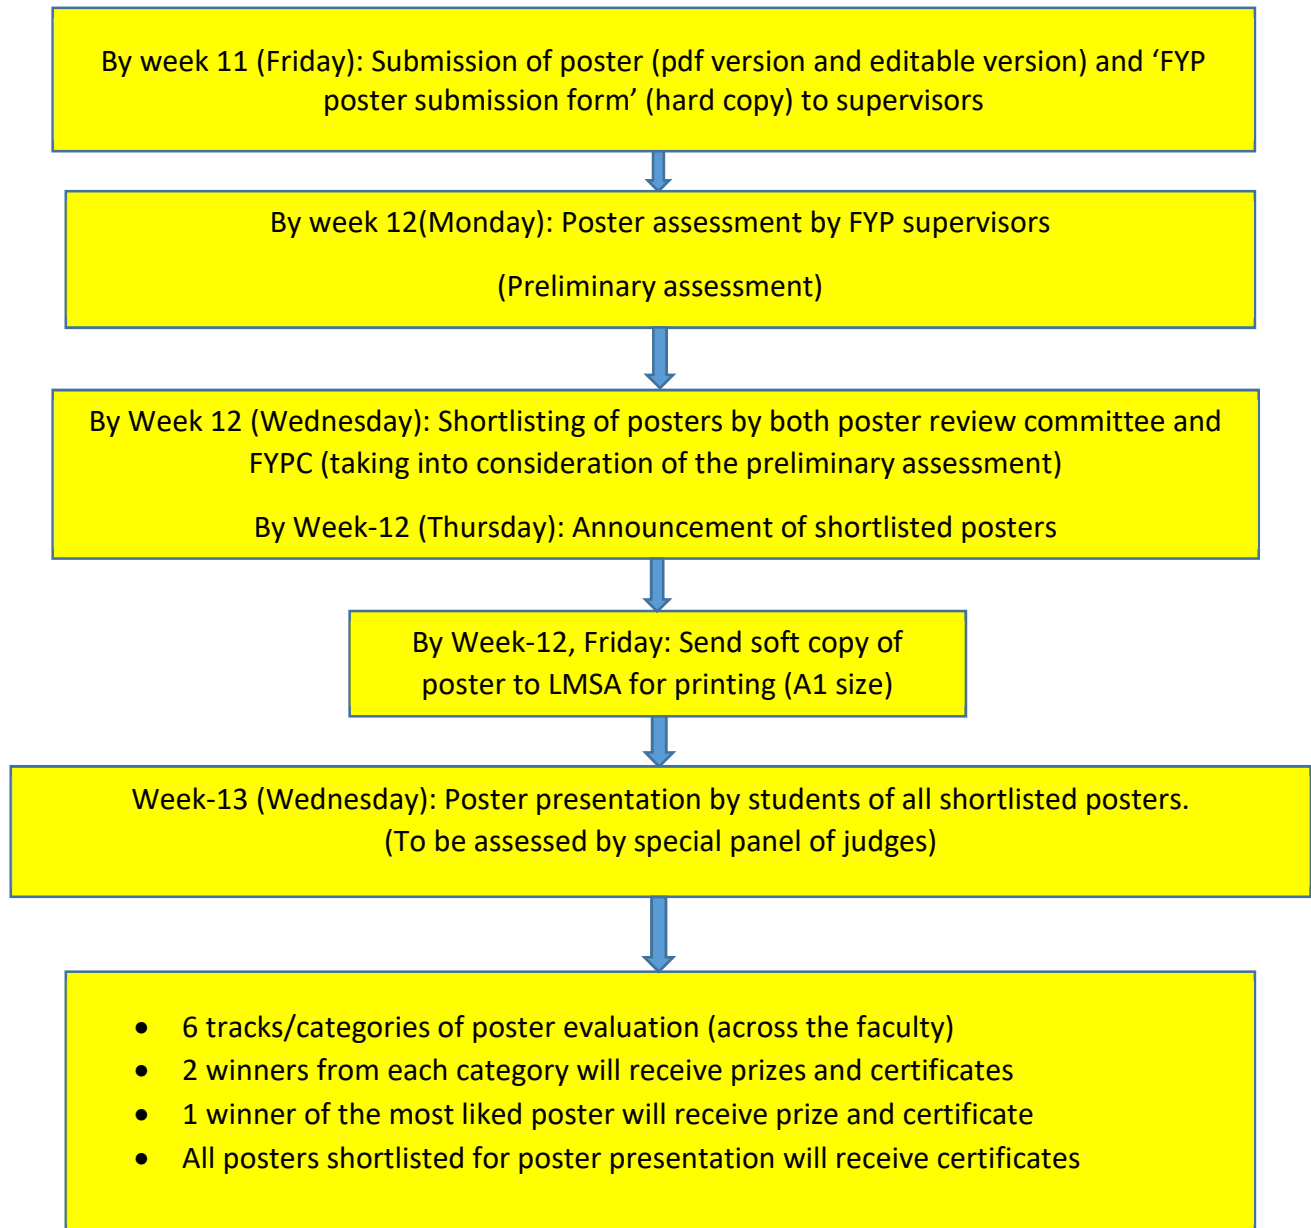 By week 11 (Friday): Submission of poster (pdf version and editable version) and ‘FYP
poster submission form’ (hard copy) to supervisors
By week 12(Monday): Poster assessment by FYP supervisors
(Preliminary assessment)
By Week 12 (Wednesday): Shortlisting of posters by both poster review committee and
FYPC (taking into consideration of the preliminary assessment)
By Week-12 (Thursday): Announcement of shortlisted posters
By Week-12, Friday: Send soft copy of
poster to LMSA for printing (A1 size)
Week-13 (Wednesday): Poster presentation by students of all shortlisted posters.
(To be assessed by special panel of judges)
• 6 tracks/categories of poster evaluation (across the faculty)
• 2 winners from each category will receive prizes and certificates
• 1 winner of the most liked poster will receive prize and certificate
• All posters shortlisted for poster presentation will receive certificates